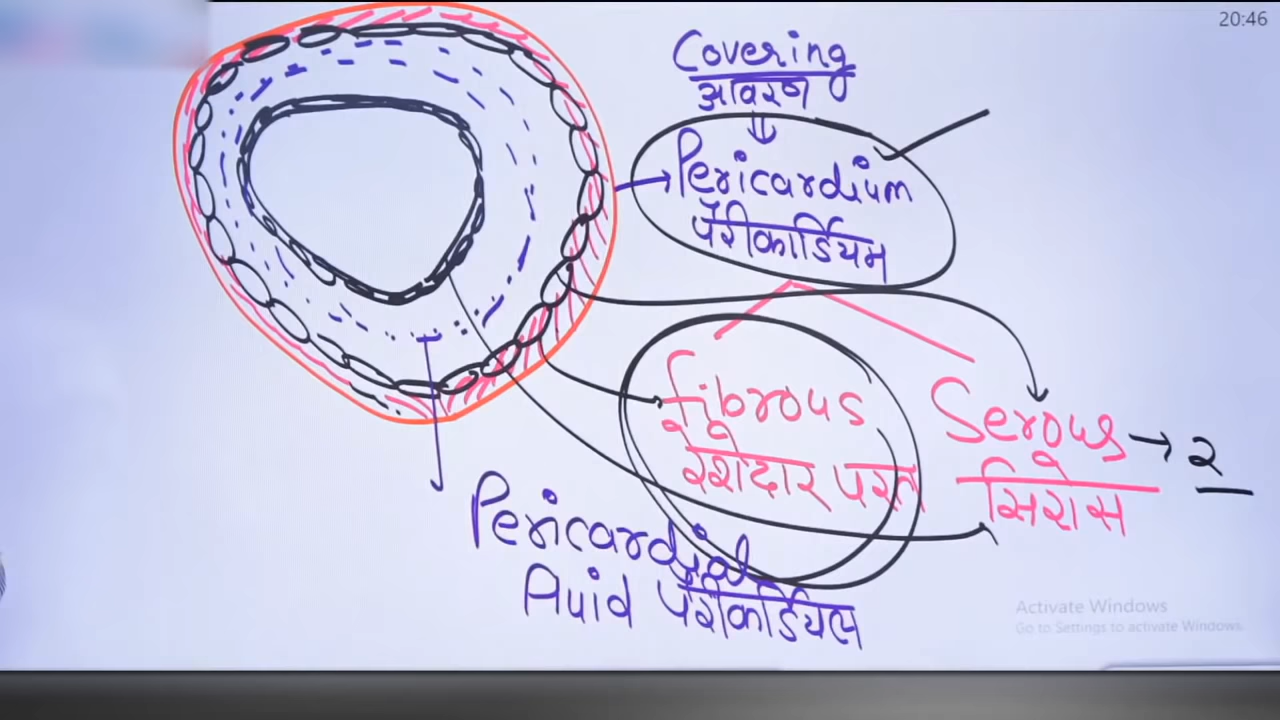 20:46
Covering
आवरण
Pericardium
पेरीकार्डियम
fibrous
रेशेदार परत
Serous → २
सिरोस
Pericardial
fluid पेरीकार्डियल
Activate Windows
Go to Settings to activate Windows.